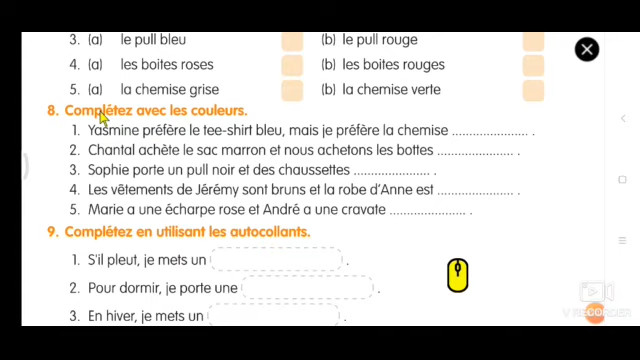 3. (a) le pull bleu (b) le pull rouge
4. (a) les boites roses (b) les boites rouges
5. (a) la chemise grise (b) la chemise verte
8. Complétez avec les couleurs.
1. Yasmine préfère le tee-shirt bleu, mais je préfère la chemise ...................... .
2. Chantal achète le sac marron et nous achetons les bottes ...................... .
3. Sophie porte un pull noir et des chaussettes ...................... .
4. Les vêtements de Jérémy sont bruns et la robe d'Anne est ...................... .
5. Marie a une écharpe rose et André a une cravate ...................... .
9. Complétez en utilisant les autocollants.
1. S'il pleut, je mets un .
2. Pour dormir, je porte une .
3. En hiver, je mets un .
V RECORDER